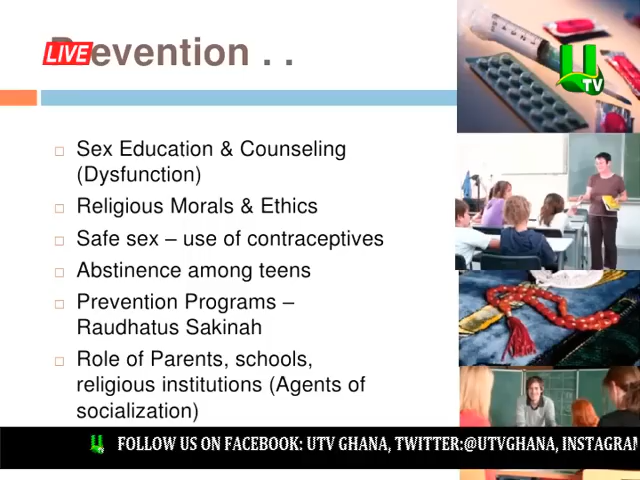 LIVE
Prevention . .
U
TV
Sex Education & Counseling
(Dysfunction)
Religious Morals & Ethics
Safe sex – use of contraceptives
Abstinence among teens
Prevention Programs –
Raudhatus Sakinah
Role of Parents, schools,
religious institutions (Agents of
socialization)
FOLLOW US ON FACEBOOK: UTV GHANA, TWITTER:@UTVGHANA, INSTAGRAM